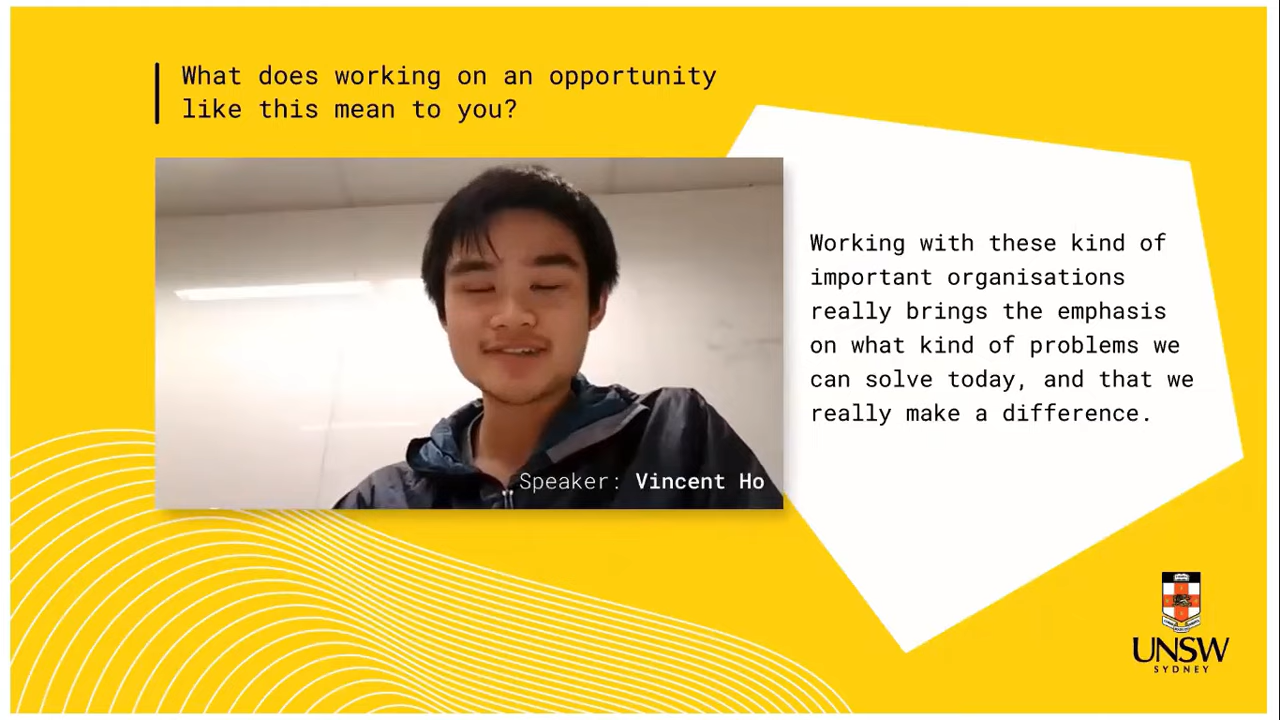 What does working on an opportunity
like this mean to you?
Working with these kind of
important organisations
really brings the emphasis
on what kind of problems we
can solve today, and that we
really make a difference.
Speaker: Vincent Ho
UNSW
SYDNEY